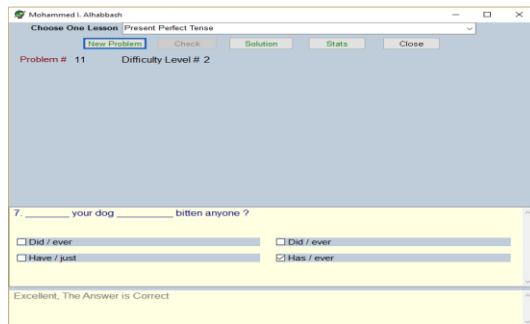 Mohammed I. Alhabbash
Choose One Lesson Present Perfect Tense
New Problem Check Solution Stats Close
Problem # 11 Difficulty Level # 2
7. ________ your dog __________ bitten anyone ?
Did / ever Did / ever
Have / just Has / ever
Excellent, The Answer is Correct